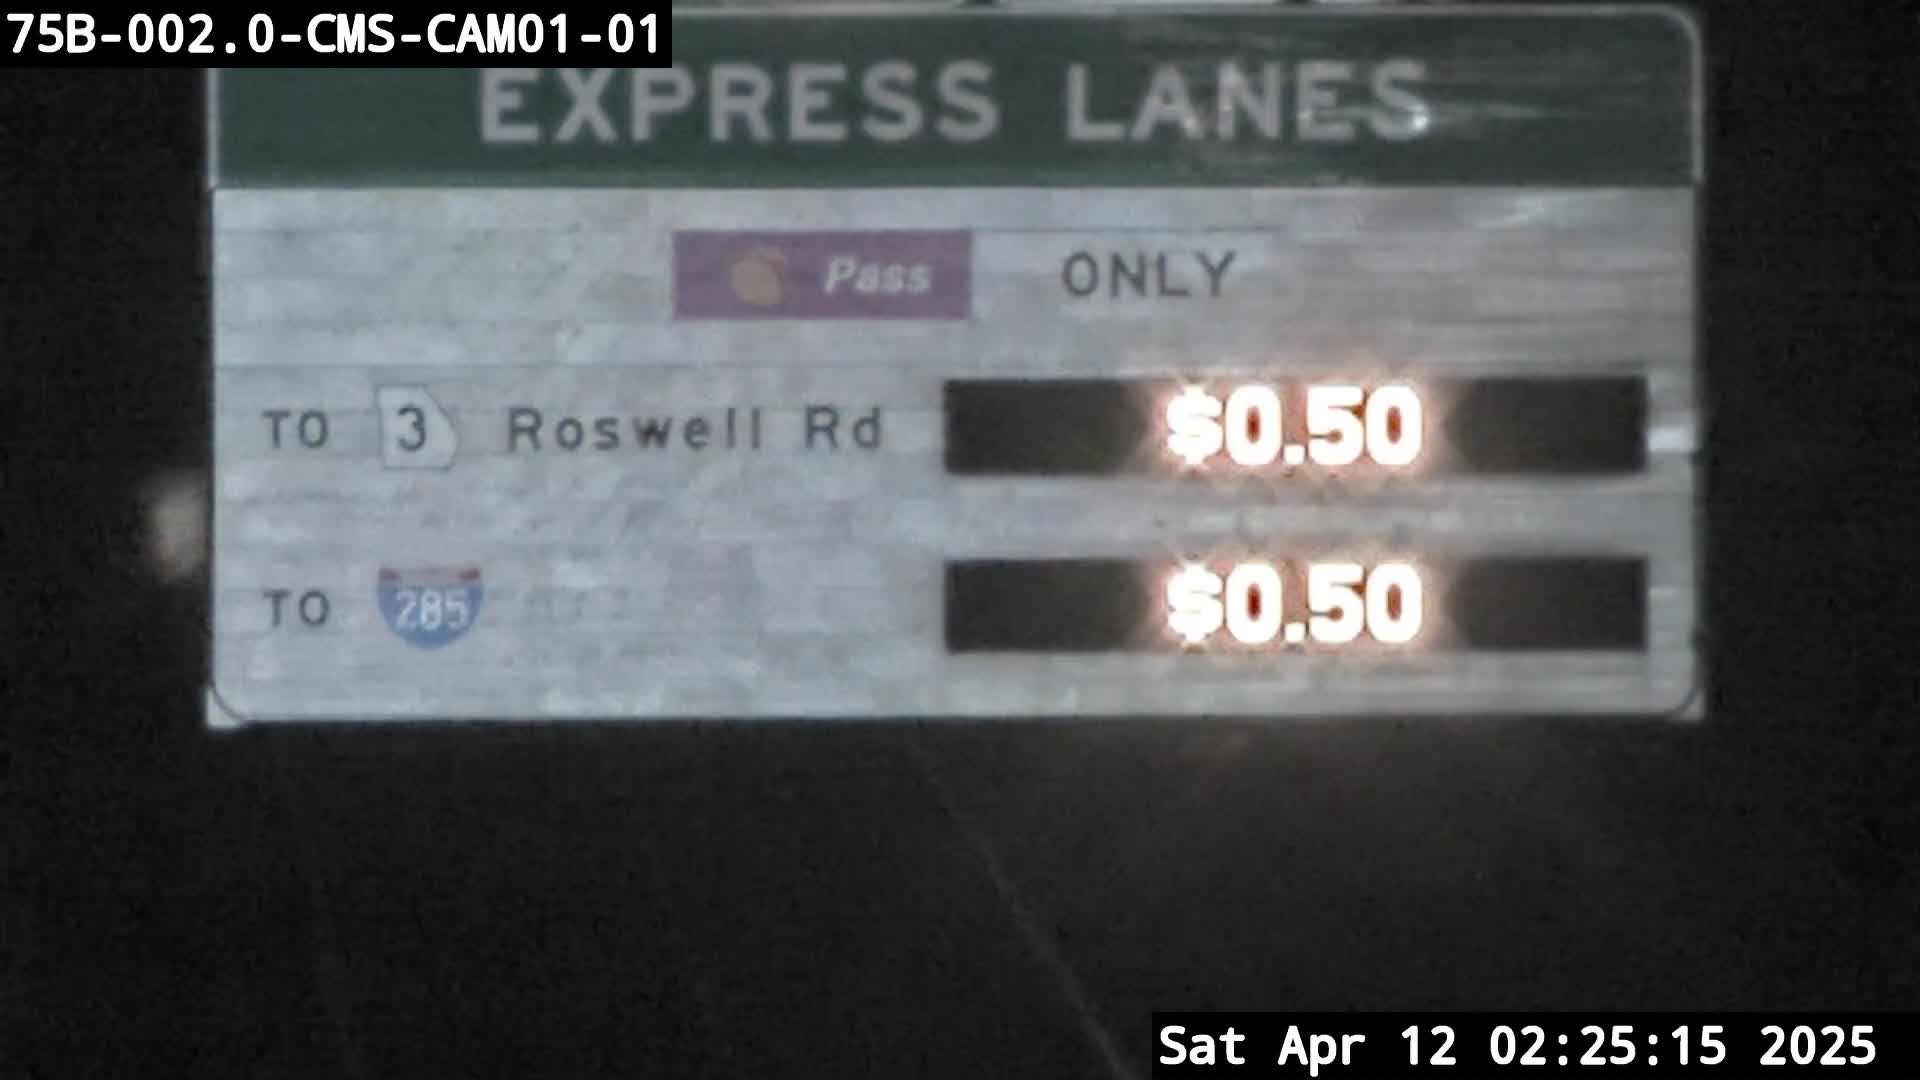 75B-002.0-CMS-CAM01-01
EXPRESS LANES
Pass ONLY
TO 3 Roswell Rd $0.50
TO 285 $0.50
Sat Apr 12 02:25:15 2025